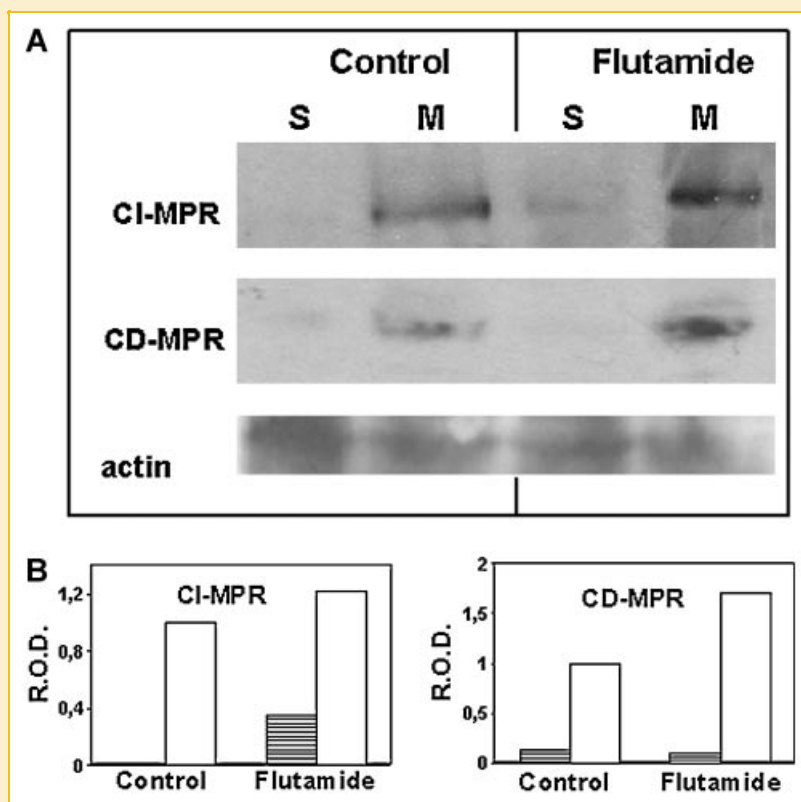 A
Control Flutamide
S M S M
CI-MPR
CD-MPR
actin
B
CI-MPR
R.O.D.
1,2
0,8
0,4
0
Control Flutamide
CD-MPR
R.O.D.
2
1,5
1
0,5
0
Control Flutamide